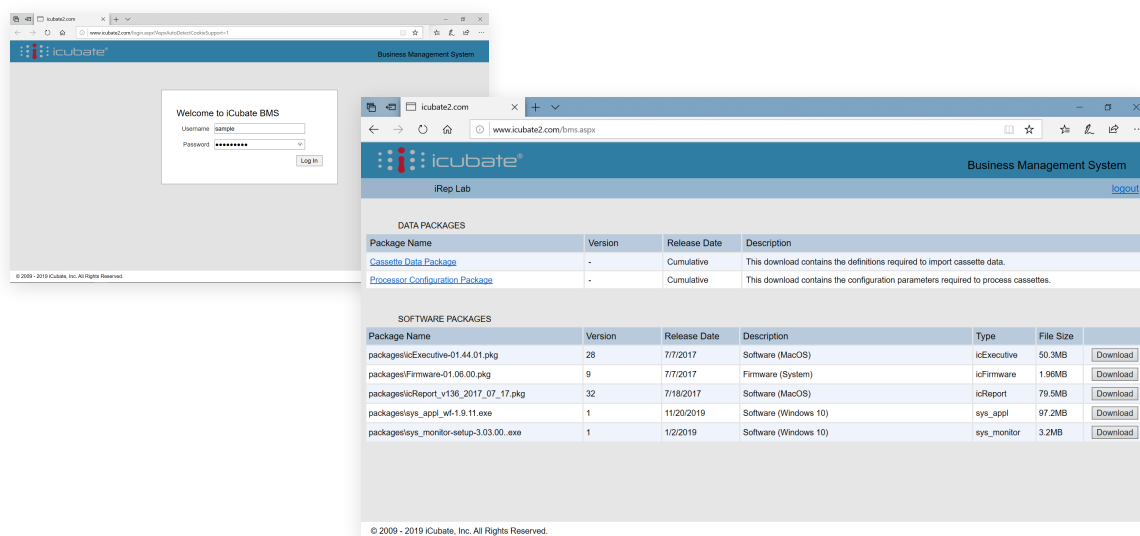 icubate2.com
www.icubate2.com/login.aspx?AspxAutoDetectCookieSupport=1
icubate®
Business Management System
Welcome to iCubate BMS
Username sample
Password •••••••••
Log In
© 2009 - 2019 iCubate, Inc. All Rights Reserved.
icubate2.com
www.icubate2.com/bms.aspx
icubate®
Business Management System
iRep Lab logout
DATA PACKAGES
Package Name Version Release Date Description
Cassette Data Package - Cumulative This download contains the definitions required to import cassette data.
Processor Configuration Package - Cumulative This download contains the configuration parameters required to process cassettes.
SOFTWARE PACKAGES
Package Name Version Release Date Description Type File Size
packages\icExecutive-01.44.01.pkg 28 7/7/2017 Software (MacOS) icExecutive 50.3MB Download
packages\Firmware-01.06.00.pkg 9 7/7/2017 Firmware (System) icFirmware 1.96MB Download
packages\icReport_v136_2017_07_17.pkg 32 7/18/2017 Software (MacOS) icReport 79.5MB Download
packages\sys_appl_wf-1.9.11.exe 1 11/20/2019 Software (Windows 10) sys_appl 97.2MB Download
packages\sys_monitor-setup-3.03.00..exe 1 1/2/2019 Software (Windows 10) sys_monitor 3.2MB Download
© 2009 - 2019 iCubate, Inc. All Rights Reserved.